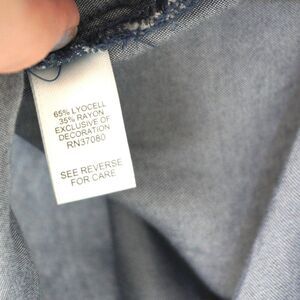 65% LYOCELL
35% RAYON
EXCLUSIVE OF
DECORATION
RN37080
SEE REVERSE
FOR CARE